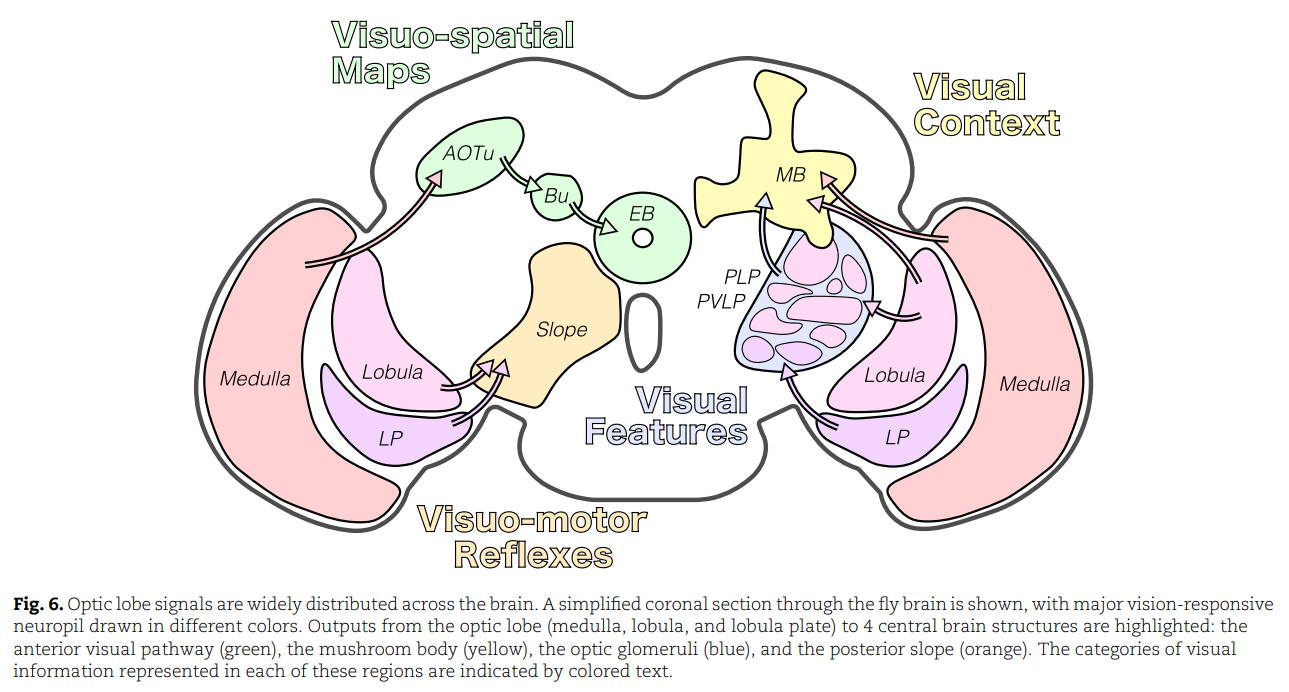 Visuo-spatial
Maps
Visual
Context
AOTu
Bu
EB
MB
PLP
PVLP
Slope
Medulla
Lobula
LP
Lobula
Medulla
LP
Visual
Features
Visuo-motor
Reflexes
Fig. 6. Optic lobe signals are widely distributed across the brain. A simplified coronal section through the fly brain is shown, with major vision-responsive
neuropil drawn in different colors. Outputs from the optic lobe (medulla, lobula, and lobula plate) to 4 central brain structures are highlighted: the
anterior visual pathway (green), the mushroom body (yellow), the optic glomeruli (blue), and the posterior slope (orange). The categories of visual
information represented in each of these regions are indicated by colored text.